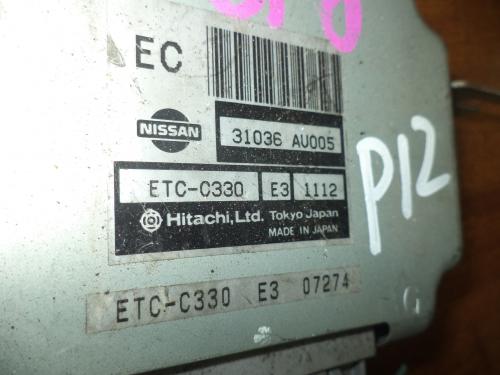 EC
NISSAN
31036 AU005
ETC-C330 E3 1112
Hitachi, Ltd. Tokyo Japan
MADE IN JAPAN
P12
ETC-C330 E3 07274
G